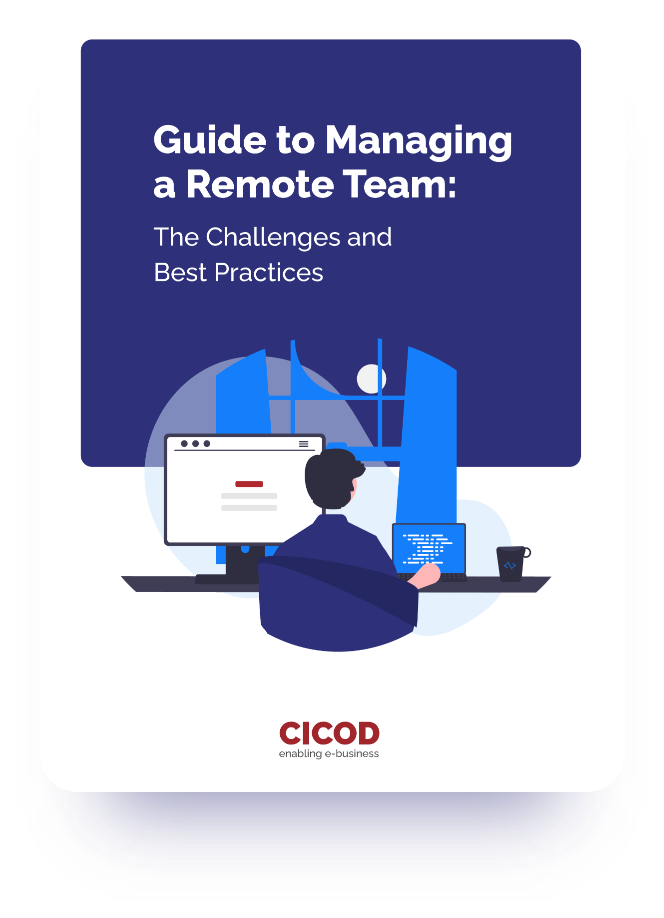 Guide to Managing
a Remote Team:
The Challenges and
Best Practices
CICOD
enabling e-business